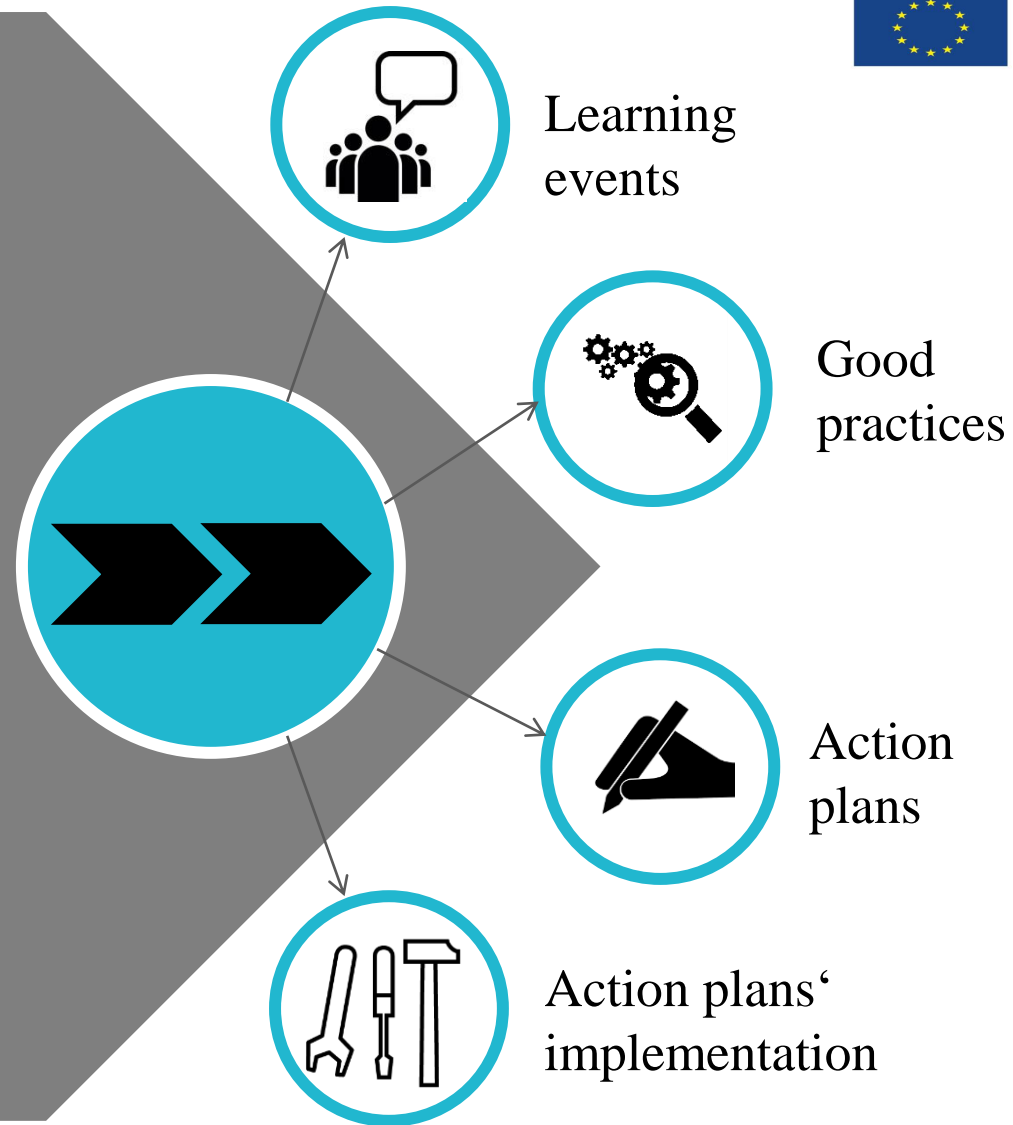 Learning
events
Good
practices
Action
plans
Action plans‘
implementation